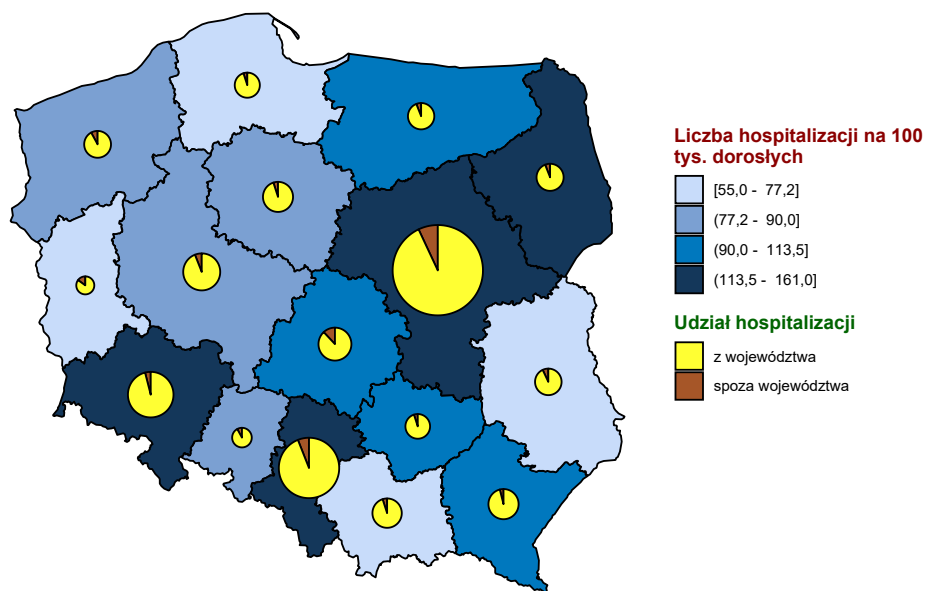 Liczba hospitalizacji na 100
tys. dorosłych
[55,0 - 77,2]
(77,2 - 90,0]
(90,0 - 113,5]
(113,5 - 161,0]
Udział hospitalizacji
z województwa
spoza województwa